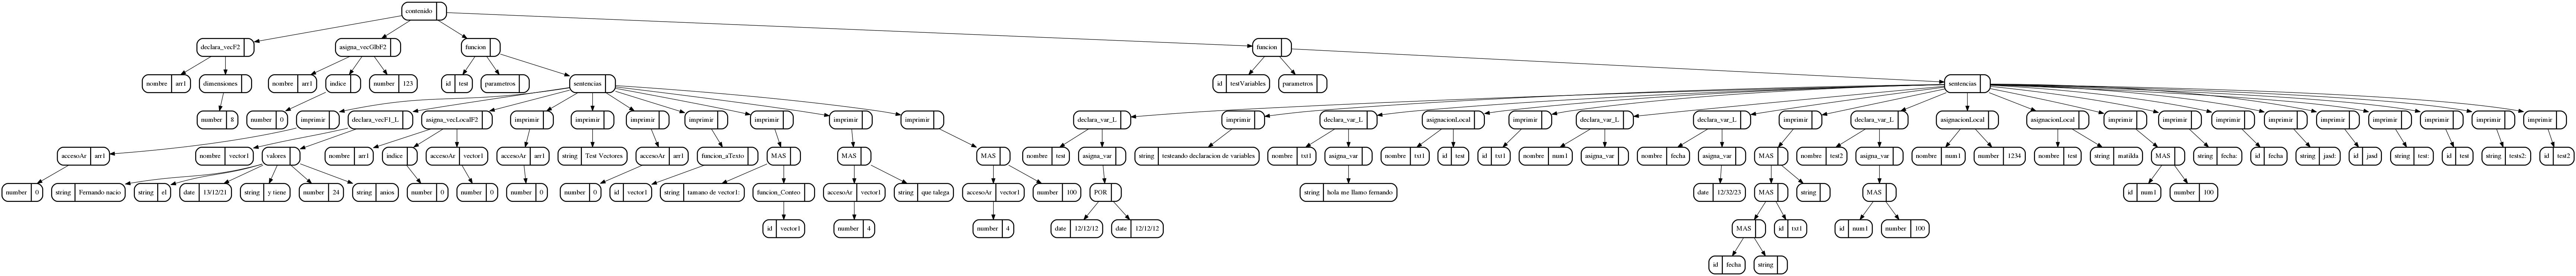 contenido
declara_vecF2
asigna_vecGlbF2
funcion
funcion
nombre arr1
dimensiones
nombre arr1
indice
number 123
id test
parametros
sentencias
id testVariables
parametros
sentencias
number 8
number 0
imprimir
declara_vecF1_L
asigna_vecLocalF2
imprimir
imprimir
imprimir
imprimir
imprimir
imprimir
imprimir
declara_var_L
imprimir
declara_var_L
asignacionLocal
imprimir
declara_var_L
declara_var_L
imprimir
declara_var_L
asignacionLocal
asignacionLocal
imprimir
imprimir
imprimir
imprimir
imprimir
imprimir
imprimir
imprimir
imprimir
accesoAr arr1
nombre vector1
valores
nombre arr1
indice
accesoAr vector1
accesoAr arr1
string Test Vectores
accesoAr arr1
funcion_aTexto
MAS
MAS
MAS
nombre test
asigna_var
string testeando declaracion de variables
nombre txt1
asigna_var
nombre txt1
id test
id txt1
nombre num1
asigna_var
nombre fecha
asigna_var
MAS
nombre test2
asigna_var
nombre num1
number 1234
nombre test
string matilda
MAS
string fecha:
id fecha
string jasd:
id jasd
string test:
id test
string tests2:
id test2
number 0
string Fernando nacio
string el
date 13/12/21
string y tiene
number 24
string anios
number 0
number 0
number 0
number 0
id vector1
string tamano de vector1:
funcion_Conteo
accesoAr vector1
string que talega
accesoAr vector1
number 100
POR
string hola me llamo fernando
date 12/32/23
MAS
string
MAS
id num1
number 100
id vector1
number 4
number 4
date 12/12/12
date 12/12/12
MAS
id txt1
id num1
number 100
id fecha
string